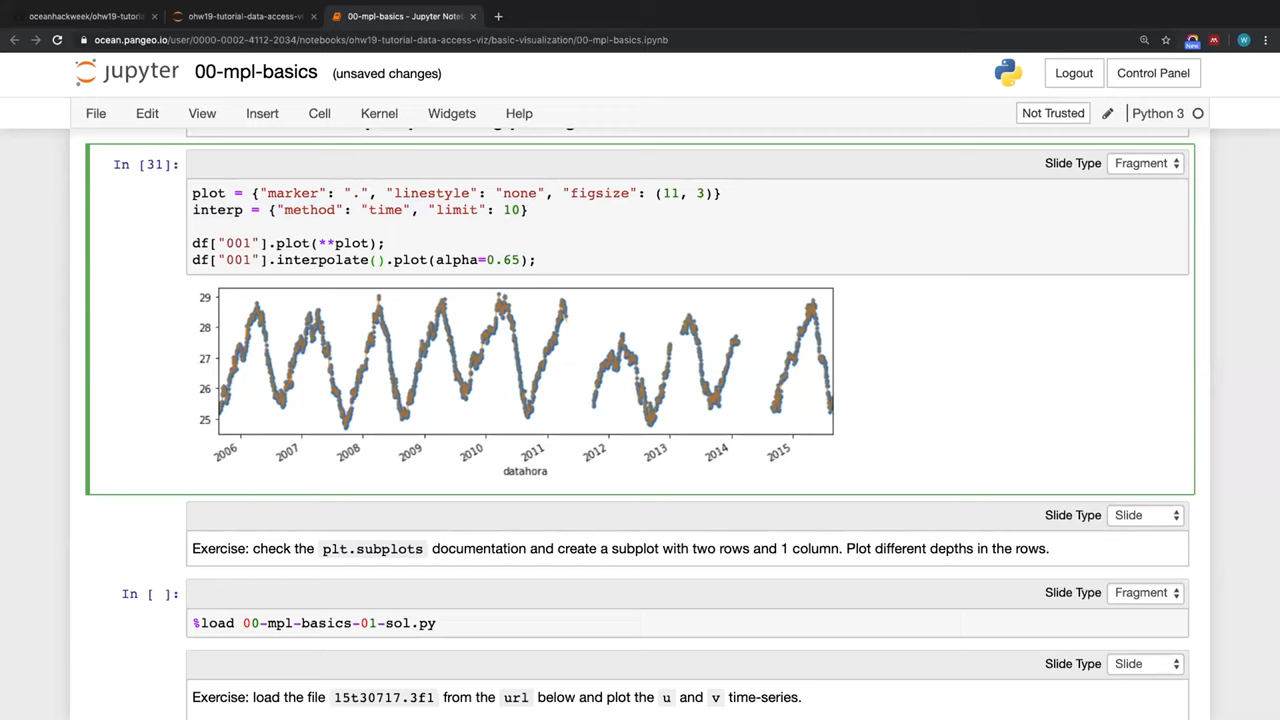 oceanhackweek/ohw19-tutori
ohw19-tutorial-data-access-vi
00-mpl-basics - Jupyter Note
ocean.pangeo.io/user/0000-0002-4112-2034/notebooks/ohw19-tutorial-data-access-viz/basic-visualization/00-mpl-basics.ipynb
New
W
jupyter 00-mpl-basics (unsaved changes)
Logout Control Panel
File Edit View Insert Cell Kernel Widgets Help
Not Trusted Python 3
In [31]:
Slide Type Fragment
plot = {"marker": ".", "linestyle": "none", "figsize": (11, 3)}
interp = {"method": "time", "limit": 10}
df["001"].plot(**plot);
df["001"].interpolate().plot(alpha=0.65);
29
28
27
26
25
2006 2007 2008 2009 2010 2011 2012 2013 2014 2015
datahora
Slide Type Slide
Exercise: check the plt.subplots documentation and create a subplot with two rows and 1 column. Plot different depths in the rows.
Slide Type Fragment
In [ ]:
%load 00-mpl-basics-01-sol.py
Slide Type Slide
Exercise: load the file 15t30717.3f1 from the url below and plot the u and v time-series.